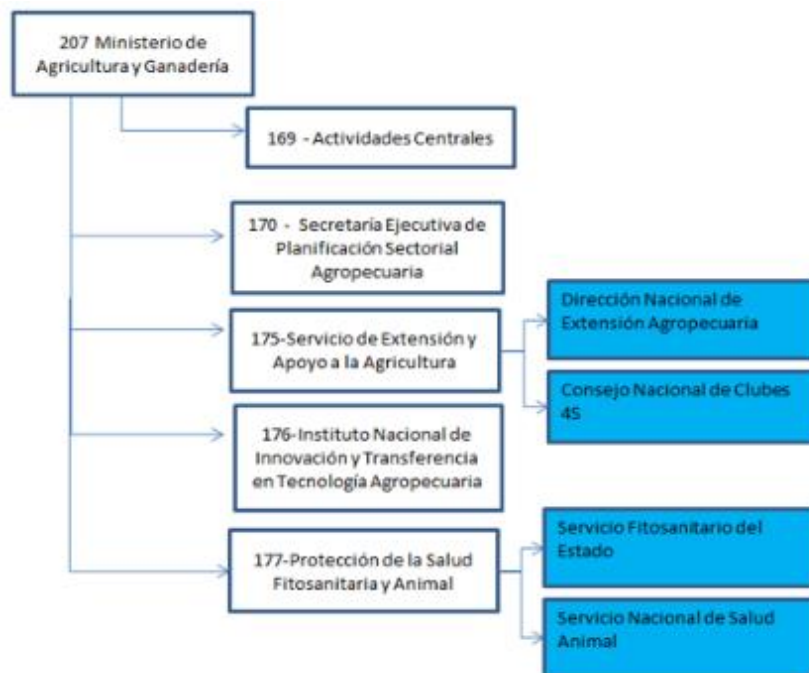 207 Ministerio de
Agricultura y Ganadería
169 - Actividades Centrales
170 - Secretaría Ejecutiva de
Planificación Sectorial
Agropecuaria
175-Servicio de Extensión y
Apoyo a la Agricultura
Dirección Nacional de
Extensión Agropecuaria
Consejo Nacional de Clubes
4S
176-Instituto Nacional de
Innovación y Transferencia
en Tecnología Agropecuaria
177-Protección de la Salud
Fitosanitaria y Animal
Servicio Fitosanitario del
Estado
Servicio Nacional de Salud
Animal